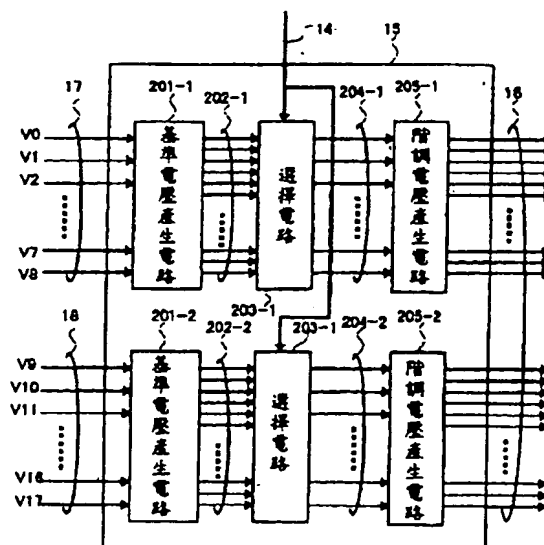 14
15
17
201-1
202-1
204-1
205-1
16
V0
V1
V2
V7
V8
基準電壓產生電路
選擇電路
階調電壓產生電路
203-1
18
201-2
202-2
203-1
204-2
205-2
V9
V10
V11
V16
V17
基準電壓產生電路
選擇電路
階調電壓產生電路